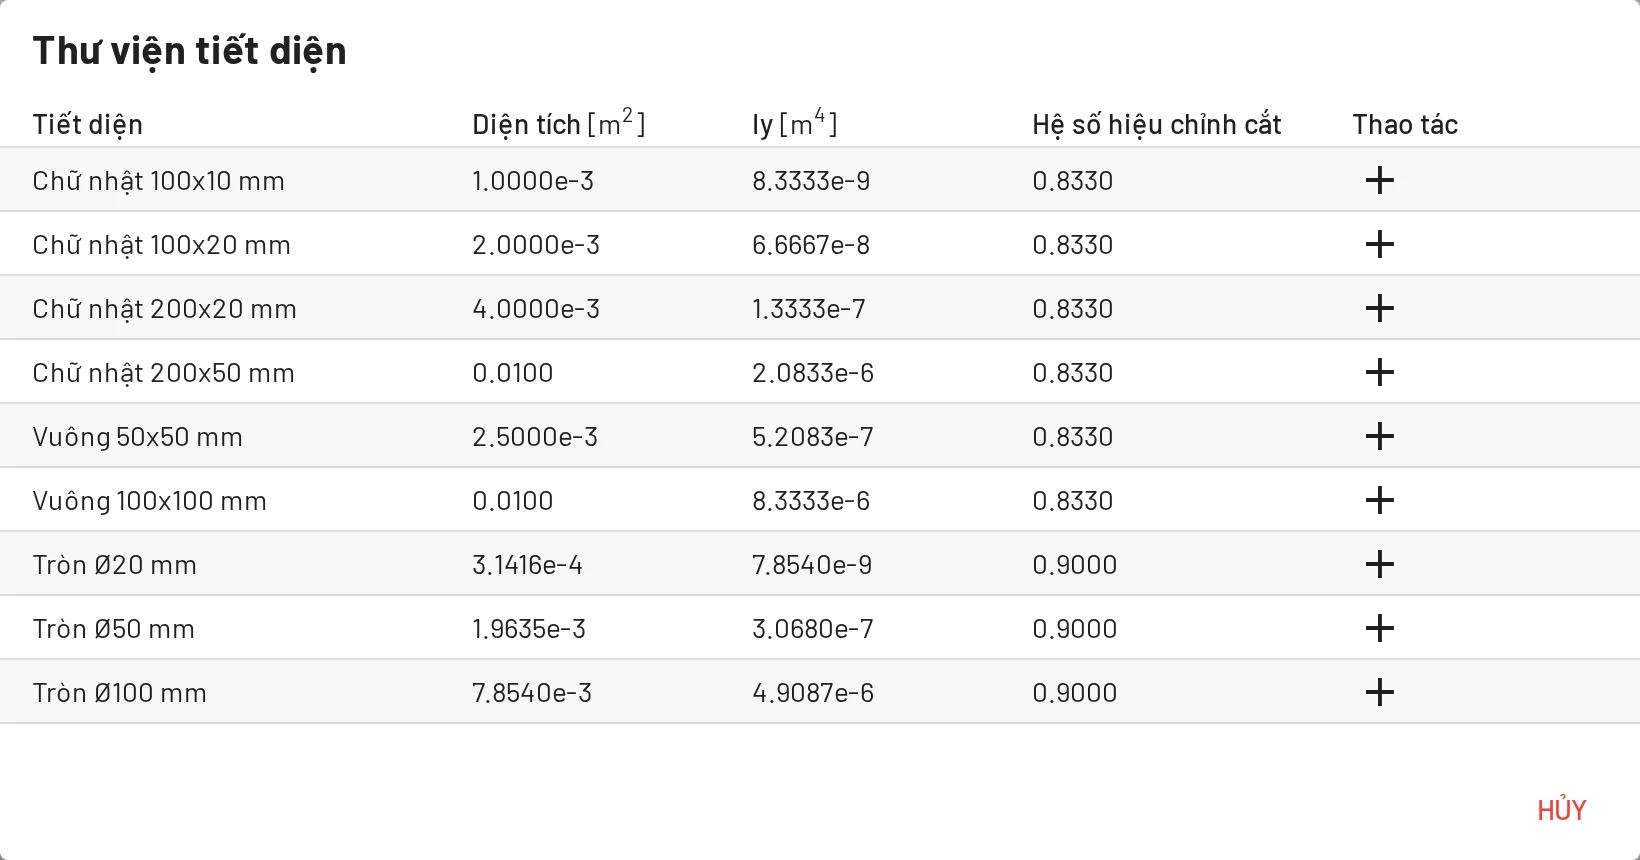 Thư viện tiết diện
Tiết diện Diện tích [m²] Iy [m⁴] Hệ số hiệu chỉnh cắt Thao tác
Chữ nhật 100x10 mm 1.0000e-3 8.3333e-9 0.8330
Chữ nhật 100x20 mm 2.0000e-3 6.6667e-8 0.8330
Chữ nhật 200x20 mm 4.0000e-3 1.3333e-7 0.8330
Chữ nhật 200x50 mm 0.0100 2.0833e-6 0.8330
Vuông 50x50 mm 2.5000e-3 5.2083e-7 0.8330
Vuông 100x100 mm 0.0100 8.3333e-6 0.8330
Tròn Ø20 mm 3.1416e-4 7.8540e-9 0.9000
Tròn Ø50 mm 1.9635e-3 3.0680e-7 0.9000
Tròn Ø100 mm 7.8540e-3 4.9087e-6 0.9000
HỦY